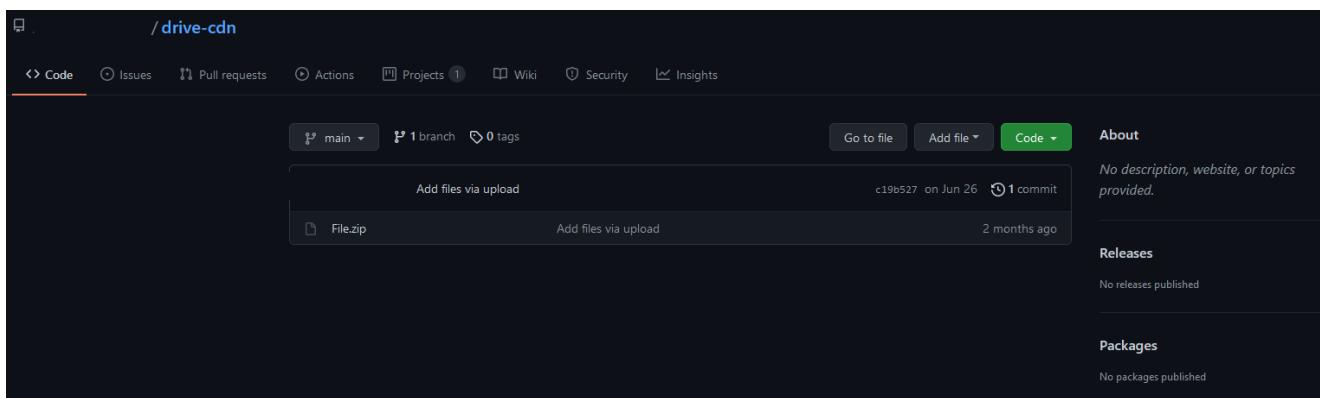 / drive-cdn
Code Issues Pull requests Actions Projects 1 Wiki Security Insights
main 1 branch 0 tags Go to file Add file Code
Add files via upload c19b527 on Jun 26 1 commit
File.zip Add files via upload 2 months ago
About
No description, website, or topics
provided.
Releases
No releases published
Packages
No packages published